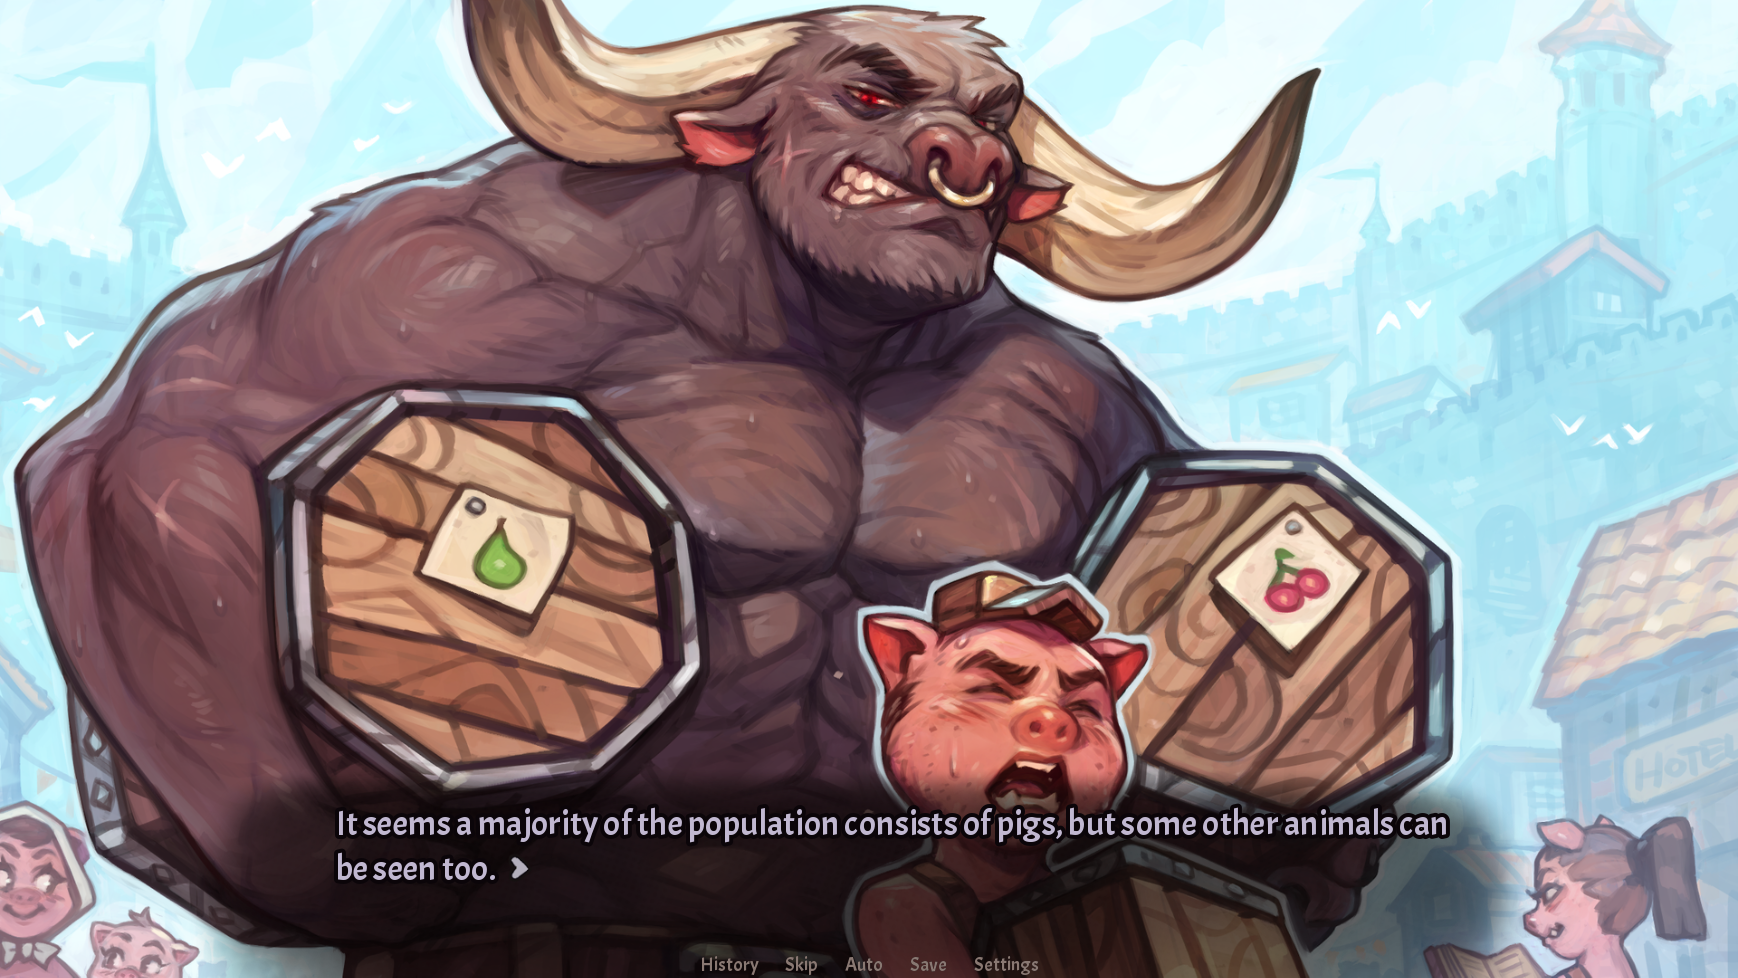 HOTEL
It seems a majority of the population consists of pigs, but some other animals can
be seen too.
History Skip Auto Save Settings